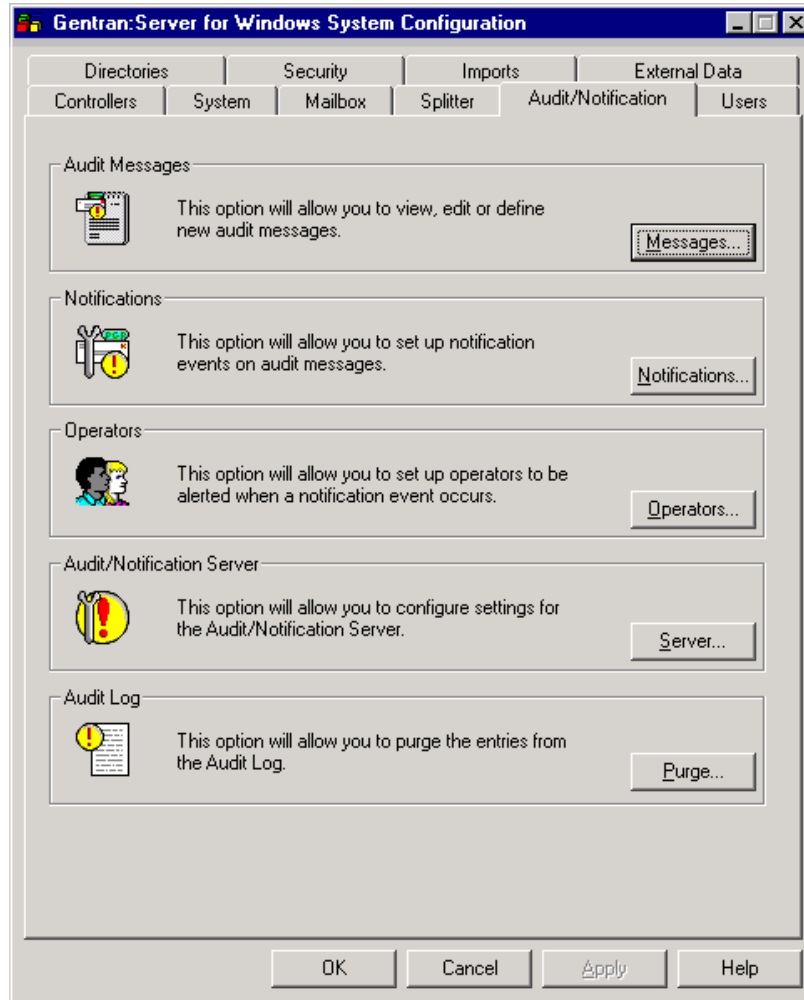 Gentran:Server for Windows System Configuration
Directories Security Imports External Data
Controllers System Mailbox Splitter Audit/Notification Users
Audit Messages
This option will allow you to view, edit or define
new audit messages.
Messages...
Notifications
This option will allow you to set up notification
events on audit messages.
Notifications...
Operators
This option will allow you to set up operators to be
alerted when a notification event occurs.
Operators...
Audit/Notification Server
This option will allow you to configure settings for
the Audit/Notification Server.
Server...
Audit Log
This option will allow you to purge the entries from
the Audit Log.
Purge...
OK Cancel Apply Help